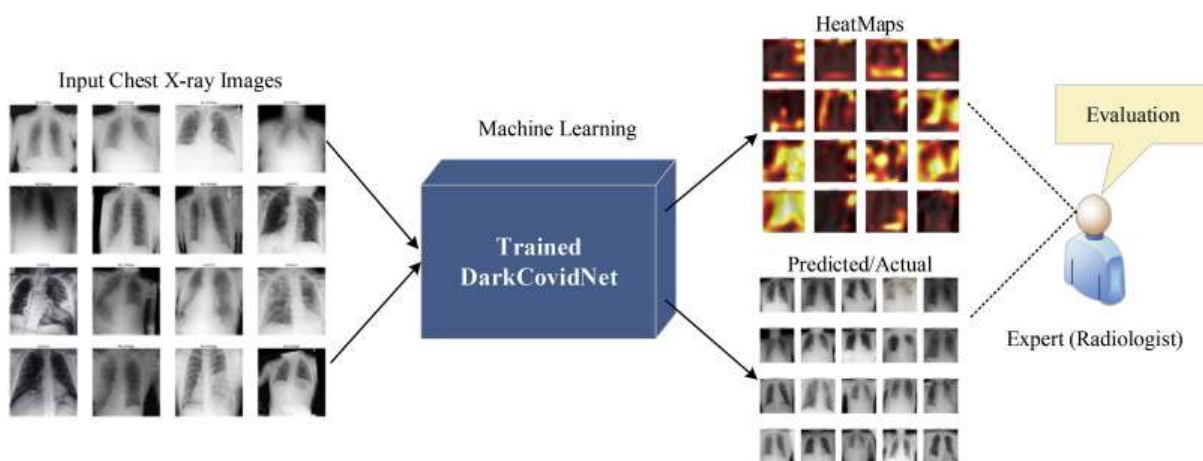 Input Chest X-ray Images
Machine Learning
Trained
DarkCovidNet
HeatMaps
Predicted/Actual
Evaluation
Expert (Radiologist)